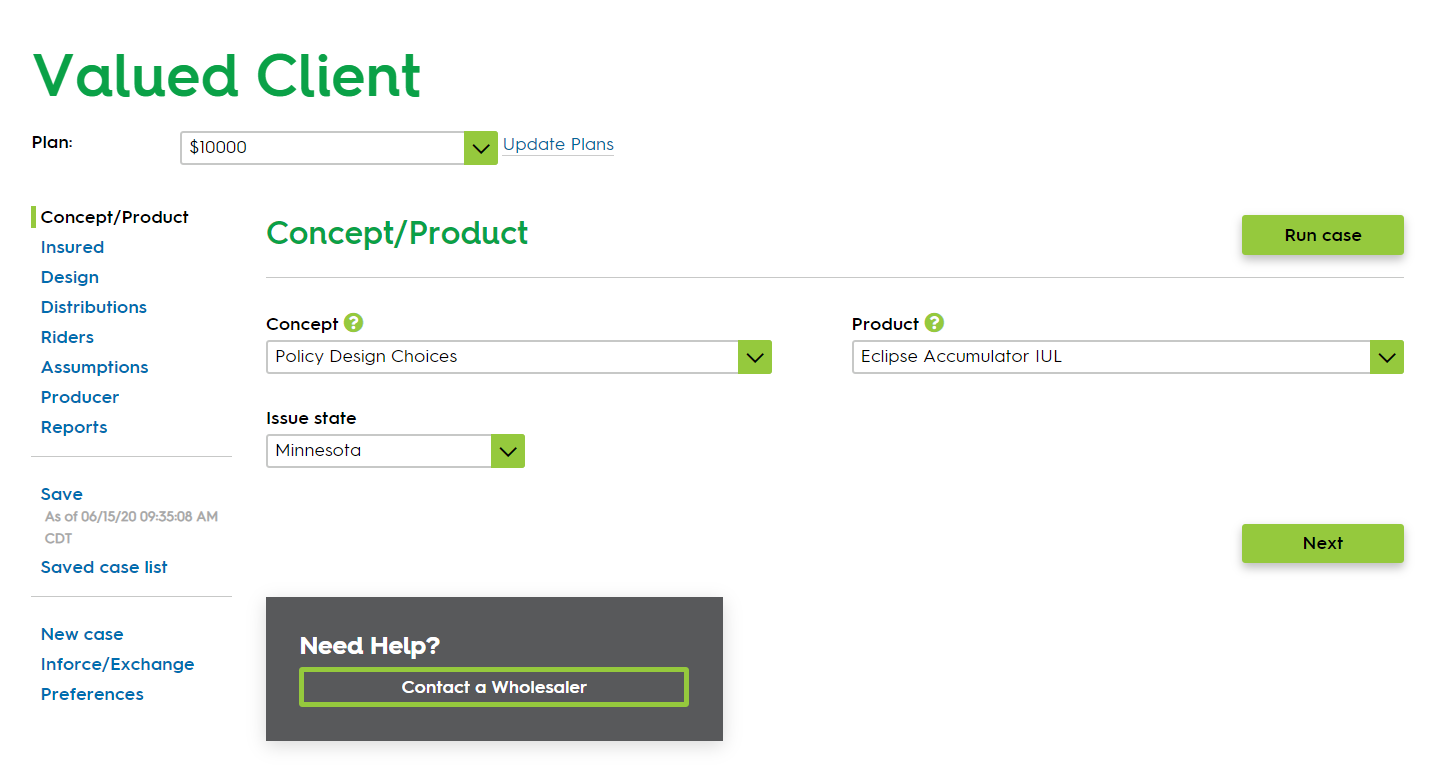 Valued Client
Plan:
$10000
Update Plans
Concept/Product
Insured
Design
Distributions
Riders
Assumptions
Producer
Reports
Save
As of 06/15/20 09:35:08 AM
CDT
Saved case list
New case
Inforce/Exchange
Preferences
Concept/Product
Run case
Concept ?
Policy Design Choices
Product ?
Eclipse Accumulator IUL
Issue state
Minnesota
Next
Need Help?
Contact a Wholesaler